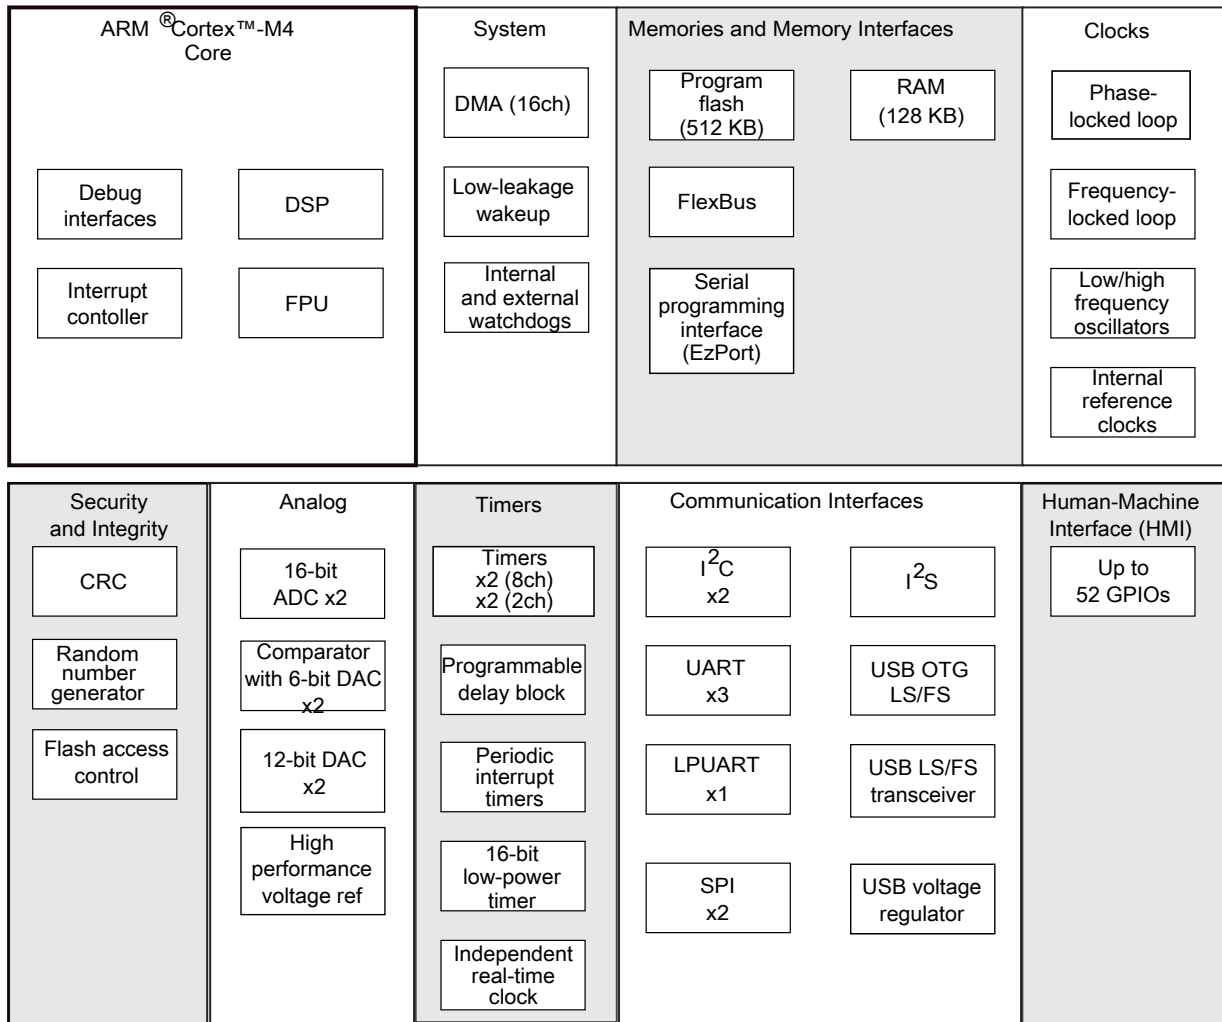 ARM ®Cortex™-M4
Core
Debug
interfaces
DSP
Interrupt
contoller
FPU
System
DMA (16ch)
Low-leakage
wakeup
Internal
and external
watchdogs
Memories and Memory Interfaces
Program
flash
(512 KB)
RAM
(128 KB)
FlexBus
Serial
programming
interface
(EzPort)
Clocks
Phase-
locked loop
Frequency-
locked loop
Low/high
frequency
oscillators
Internal
reference
clocks
Security
and Integrity
CRC
Random
number
generator
Flash access
control
Analog
16-bit
ADC x2
Comparator
with 6-bit DAC
x2
12-bit DAC
x2
High
performance
voltage ref
Timers
Timers
x2 (8ch)
x2 (2ch)
Programmable
delay block
Periodic
interrupt
timers
16-bit
low-power
timer
Independent
real-time
clock
Communication Interfaces
I²C
x2
I²S
UART
x3
USB OTG
LS/FS
LPUART
x1
USB LS/FS
transceiver
SPI
x2
USB voltage
regulator
Human-Machine
Interface (HMI)
Up to
52 GPIOs